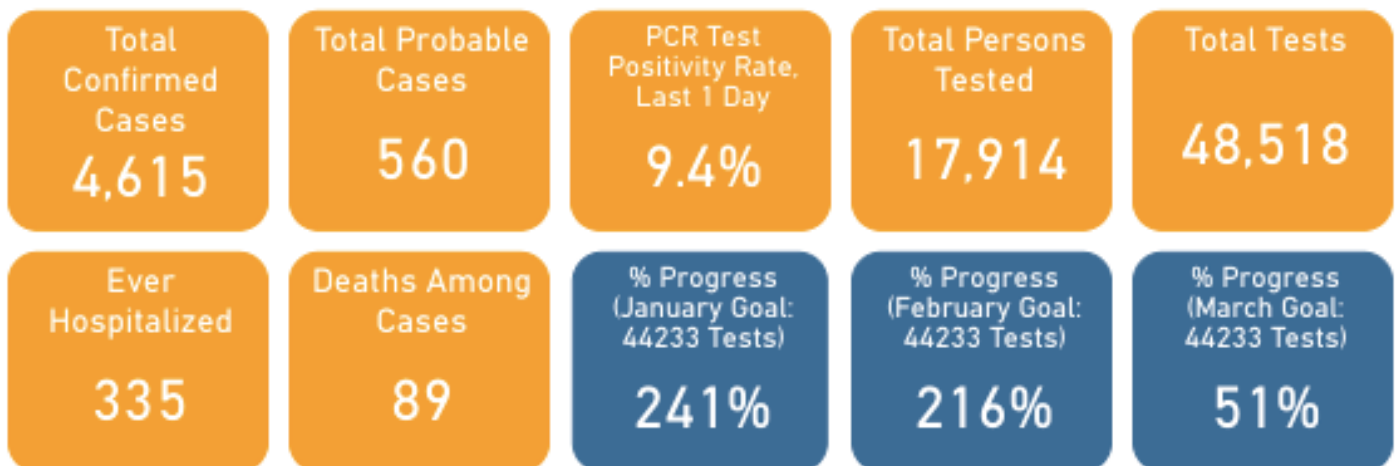 Total
Confirmed
Cases
4,615
Total Probable
Cases
560
PCR Test
Positivity Rate,
Last 1 Day
9.4%
Total Persons
Tested
17,914
Total Tests
48,518
Ever
Hospitalized
335
Deaths Among
Cases
89
% Progress
(January Goal:
44233 Tests)
241%
% Progress
(February Goal:
44233 Tests)
216%
% Progress
(March Goal:
44233 Tests)
51%